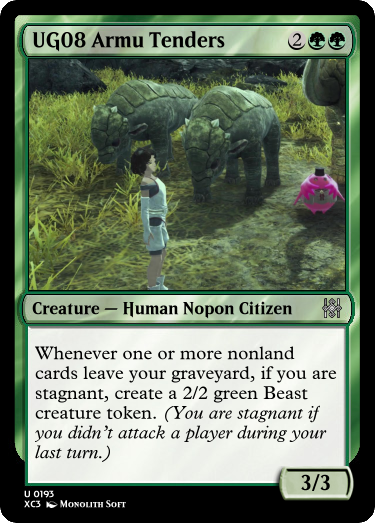 UG08 Armu Tenders 2
Creature — Human Nopon Citizen
Whenever one or more nonland
cards leave your graveyard, if you are
stagnant, create a 2/2 green Beast
creature token. (You are stagnant if
you didn't attack a player during your
last turn.)
3/3
U 0193
XC3 Monolith Soft